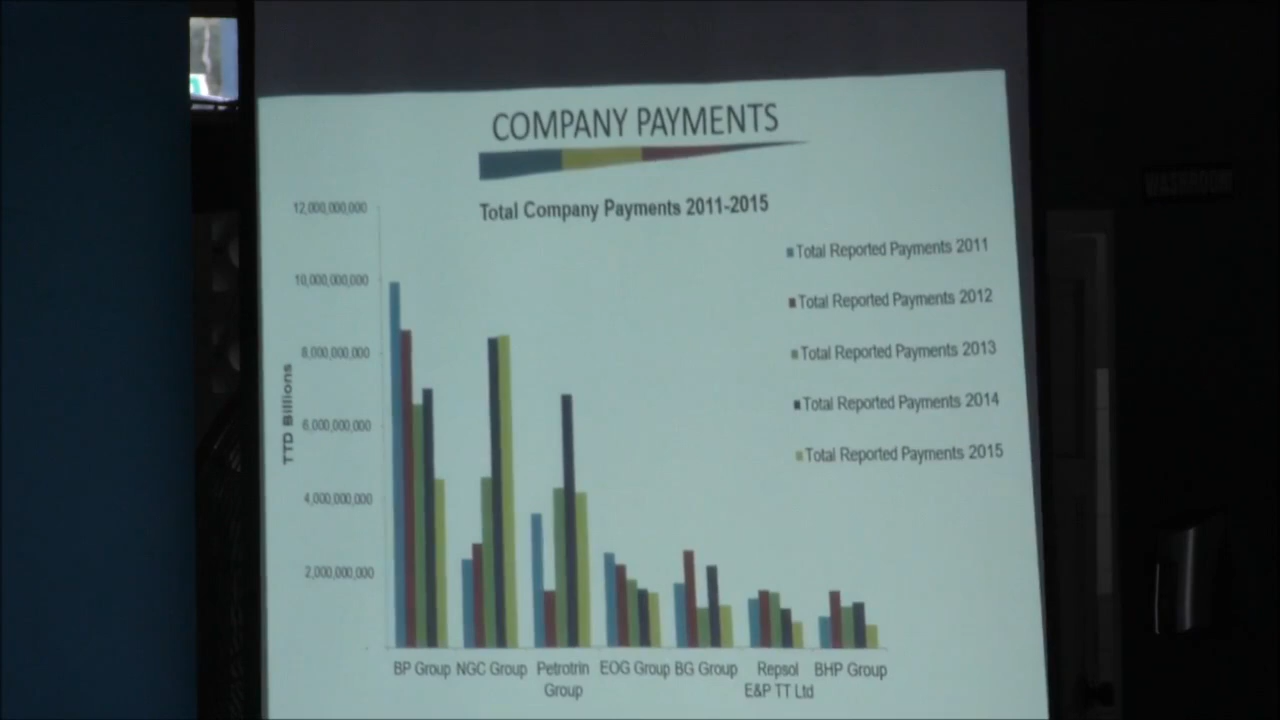 COMPANY PAYMENTS
Total Company Payments 2011-2015
12,000,000,000
10,000,000,000
8,000,000,000
6,000,000,000
4,000,000,000
2,000,000,000
-
TTD Billions
Total Reported Payments 2011
Total Reported Payments 2012
Total Reported Payments 2013
Total Reported Payments 2014
Total Reported Payments 2015
BP Group NGC Group Petrotrin EOG Group BG Group Repsol BHP Group
Group E&P TT Ltd